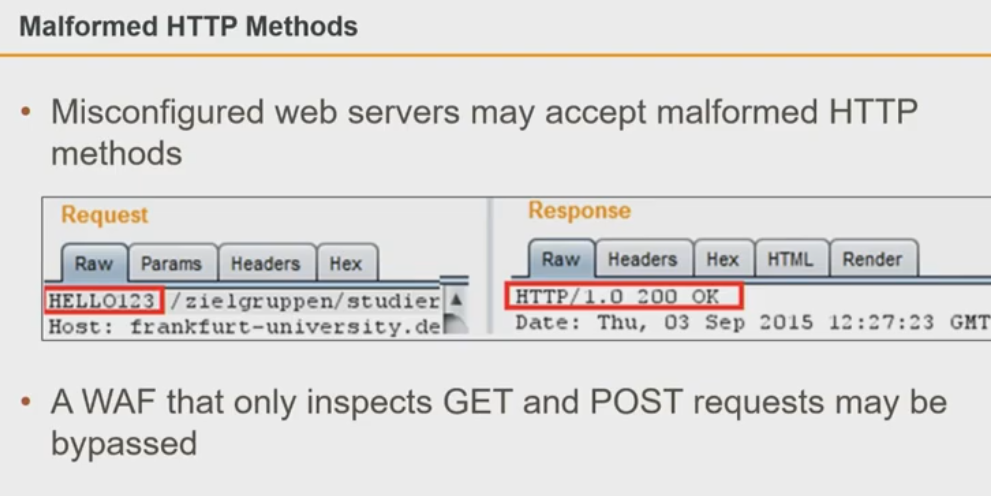 Malformed HTTP Methods
• Misconfigured web servers may accept malformed HTTP
methods
Request
Raw Params Headers Hex
HELLO123 /zielgruppen/studier
Host: frankfurt-university.de
Response
Raw Headers Hex HTML Render
HTTP/1.0 200 OK
Date: Thu, 03 Sep 2015 12:27:23 GMT
• A WAF that only inspects GET and POST requests may be
bypassed